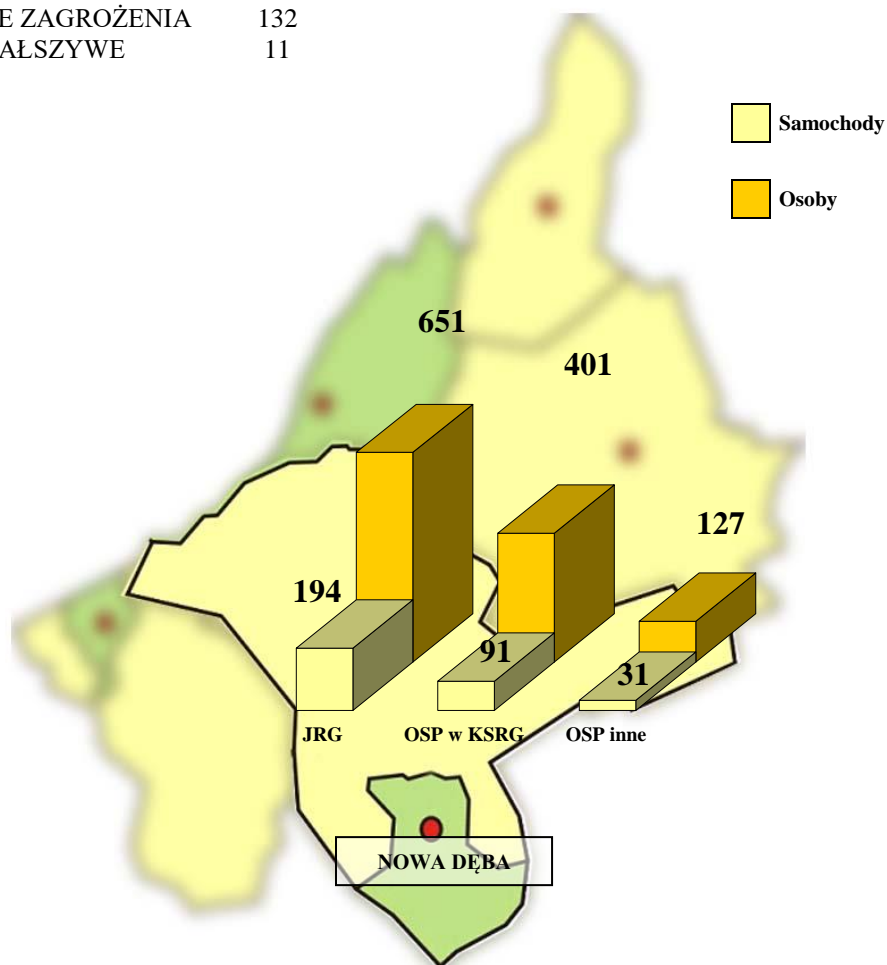 E ZAGROŻENIA 132
AŁSZYWE 11
Samochody
Osoby
651
401
127
194
91
31
JRG OSP w KSRG OSP inne
NOWA DĘBA